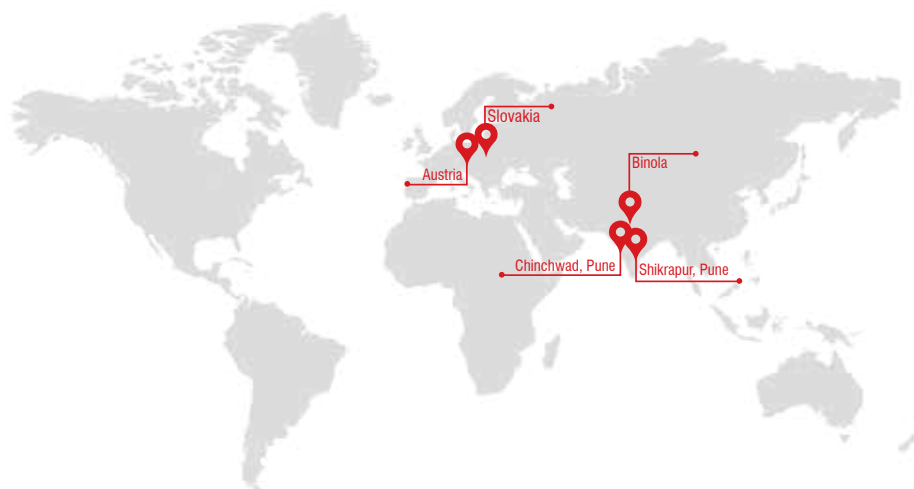 Slovakia
Binola
Austria
Chinchwad, Pune
Shikrapur, Pune